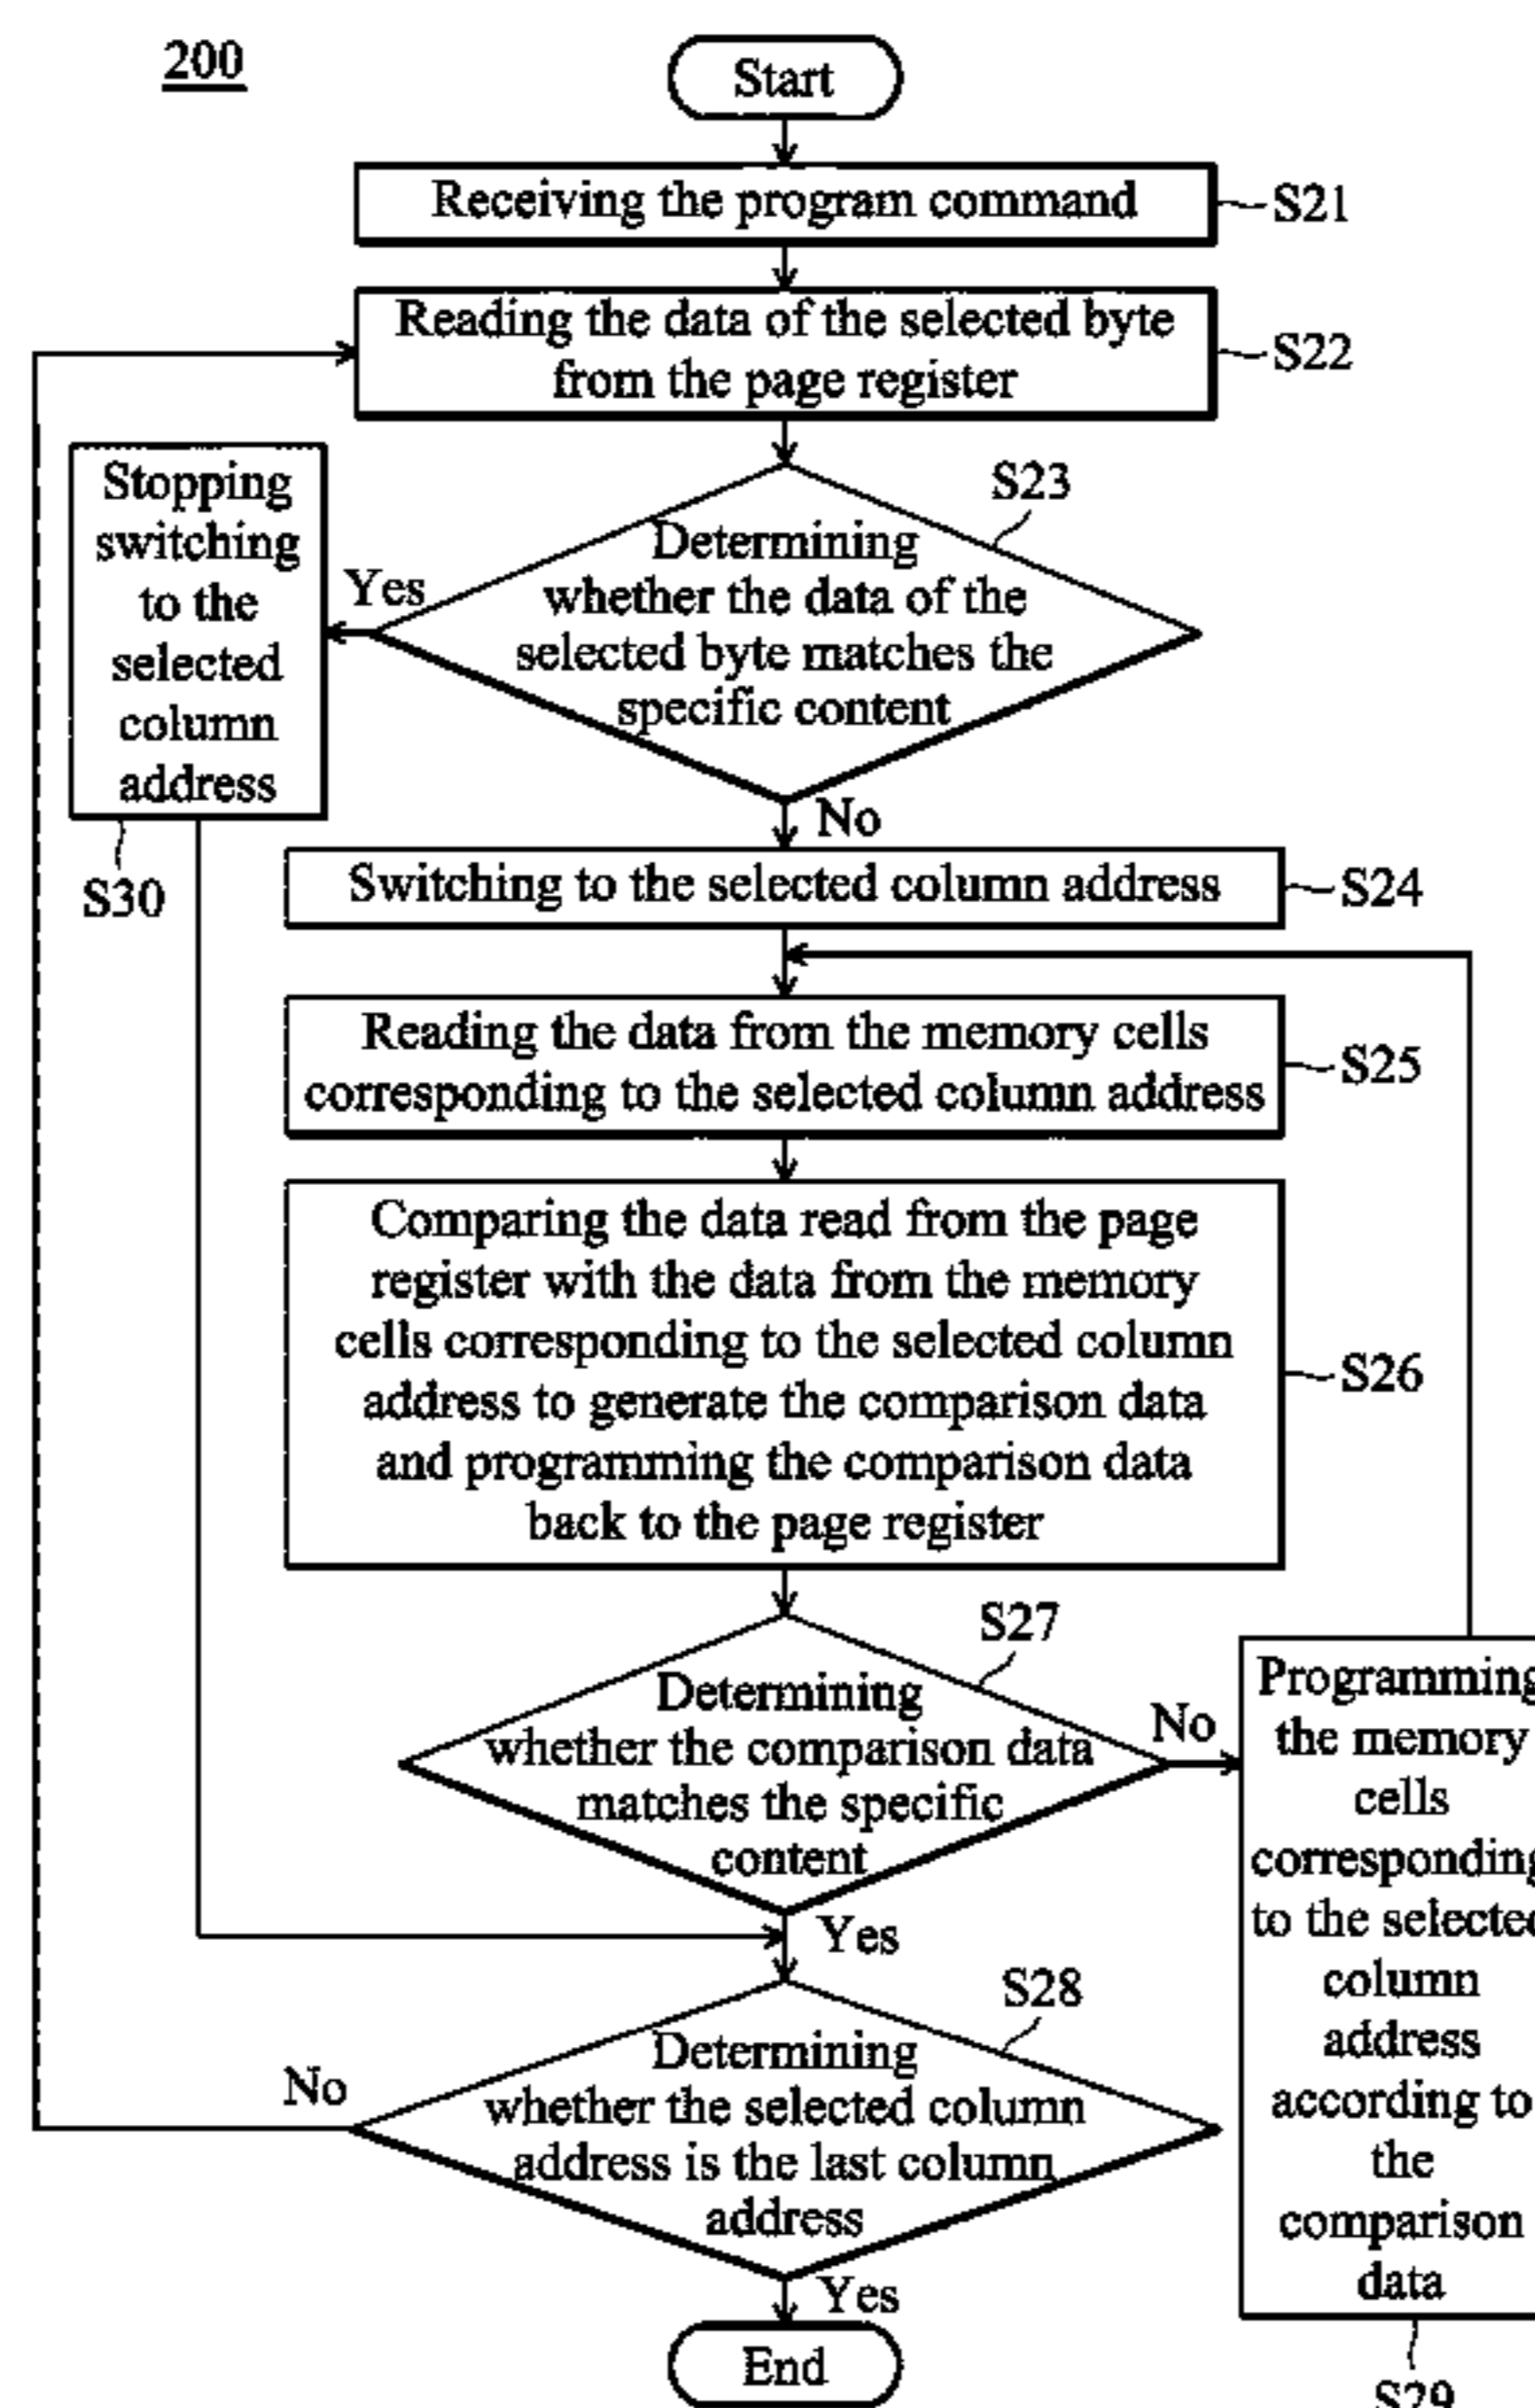 200
Start
Receiving the program command
S21
Reading the data of the selected byte
from the page register
S22
Stopping
switching
to the
selected
column
address
S30
Yes
S23
Determining
whether the data of the
selected byte matches the
specific content
No
Switching to the selected column address
S24
Reading the data from the memory cells
corresponding to the selected column address
S25
Comparing the data read from the page
register with the data from the memory
cells corresponding to the selected column
address to generate the comparison data
and programming the comparison data
back to the page register
S26
S27
Determining
whether the comparison data
matches the specific
content
No
Yes
Programming
the memory
cells
corresponding
to the selected
column
address
according to
the
comparison
data
S29
S28
Determining
whether the selected column
address is the last column
address
No
Yes
End